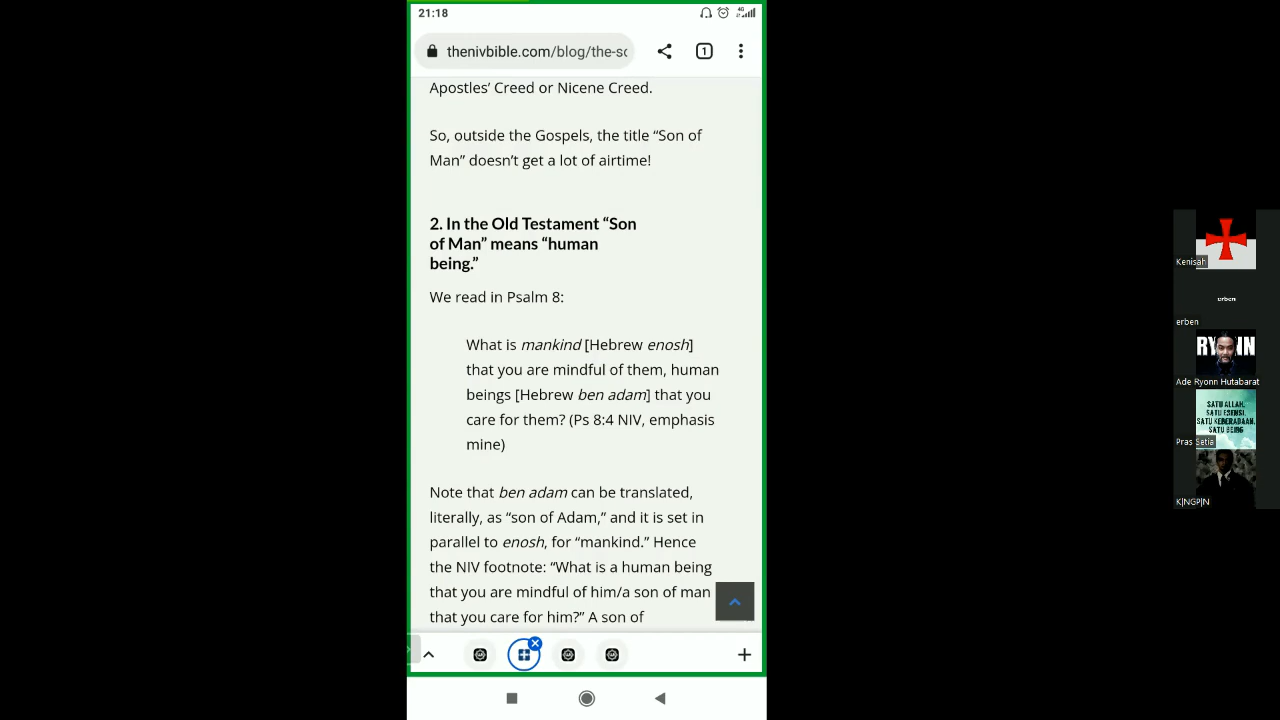 21:18
4G
thenivbible.com/blog/the-sc
1
Apostles’ Creed or Nicene Creed.
So, outside the Gospels, the title “Son of
Man” doesn’t get a lot of airtime!
2. In the Old Testament “Son
of Man” means “human
being.”
We read in Psalm 8:
What is mankind [Hebrew enosh]
that you are mindful of them, human
beings [Hebrew ben adam] that you
care for them? (Ps 8:4 NIV, emphasis
mine)
Note that ben adam can be translated,
literally, as “son of Adam,” and it is set in
parallel to enosh, for “mankind.” Hence
the NIV footnote: “What is a human being
that you are mindful of him/a son of man
that you care for him?” A son of
Kenisah
erben
erben
RYONN
Ade Ryonn Hutabarat
SATU ALLAH,
SATU ESENSI,
SATU KEBERADAAN,
SATU BEING
Pras Setia
K|NGP|N